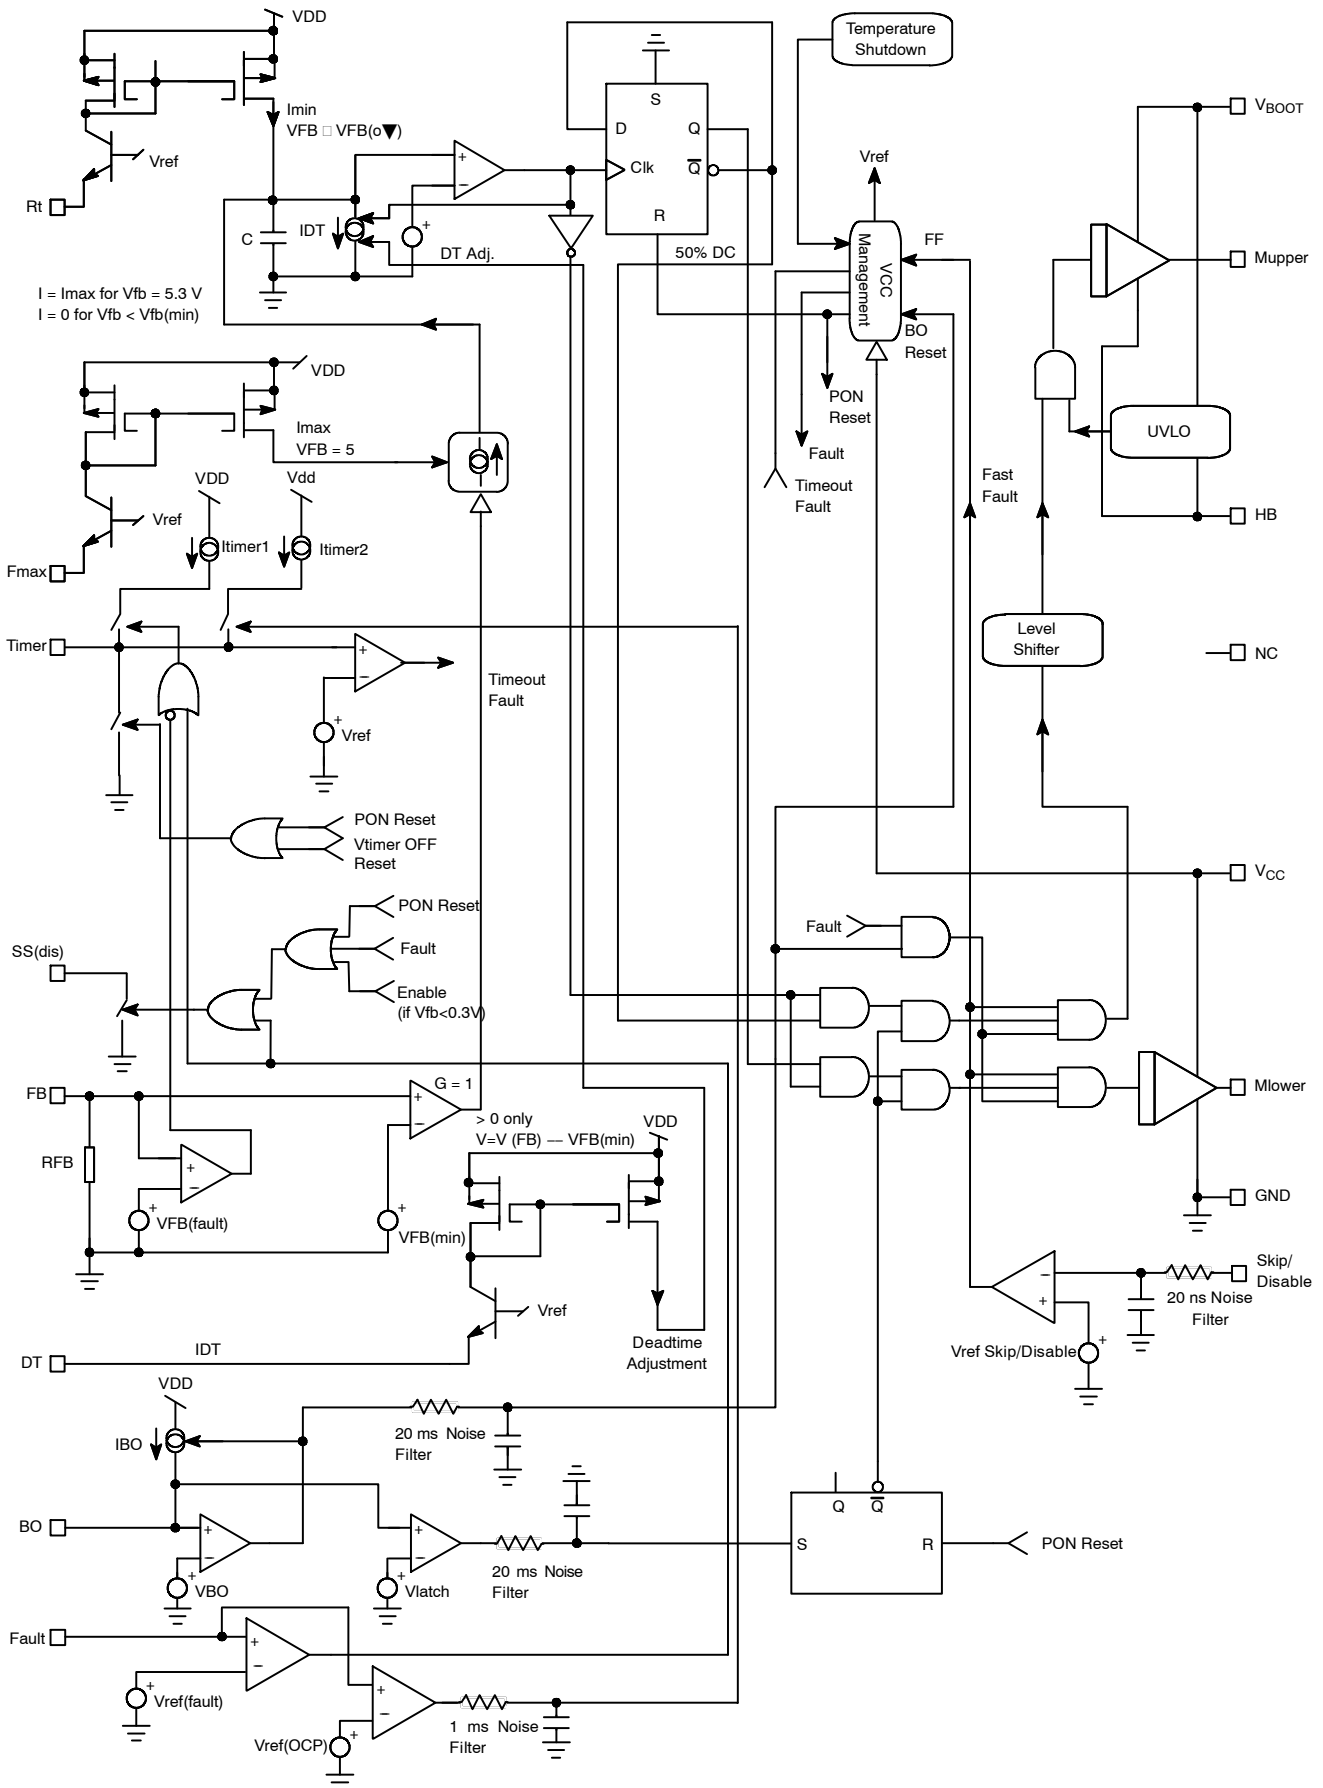 VDD
Temperature
Shutdown
Imin
VFB □ VFB(o▼)
Vref
Rt
S
D
Q
Clk
Q
R
+
−
Vref
V BOOT
C
IDT
+
DT Adj.
50% DC
FF
VCC
Management
Mupper
I = Imax for Vfb = 5.3 V
I = 0 for Vfb < Vfb(min)
BO
Reset
VDD
PON
Reset
Imax
VFB = 5
UVLO
Fault
VDD
Vdd
Timeout
Fault
Fast
Fault
HB
Vref
Itimer1
Itimer2
Fmax
Timer
+
−
Level
Shifter
NC
Timeout
Fault
+
Vref
PON Reset
Vtimer OFF
Reset
V CC
PON Reset
Fault
Fault
SS(dis)
Enable
(if Vfb<0.3V)
FB
+
−
G = 1
Mlower
> 0 only
V=V (FB) −− VFB(min)
VDD
RFB
+
−
+
VFB(fault)
+
VFB(min)
GND
Skip/
Disable
−
+
20 ns Noise
Filter
Vref
IDT
DT
Deadtime
Adjustment
Vref Skip/Disable
+
VDD
IBO
20 ms Noise
Filter
BO
+
−
+
VBO
+
−
+
Vlatch
20 ms Noise
Filter
Q
Q
S
R
PON Reset
Fault
+
−
+
Vref(fault)
+
−
+
Vref(OCP)
1 ms Noise
Filter